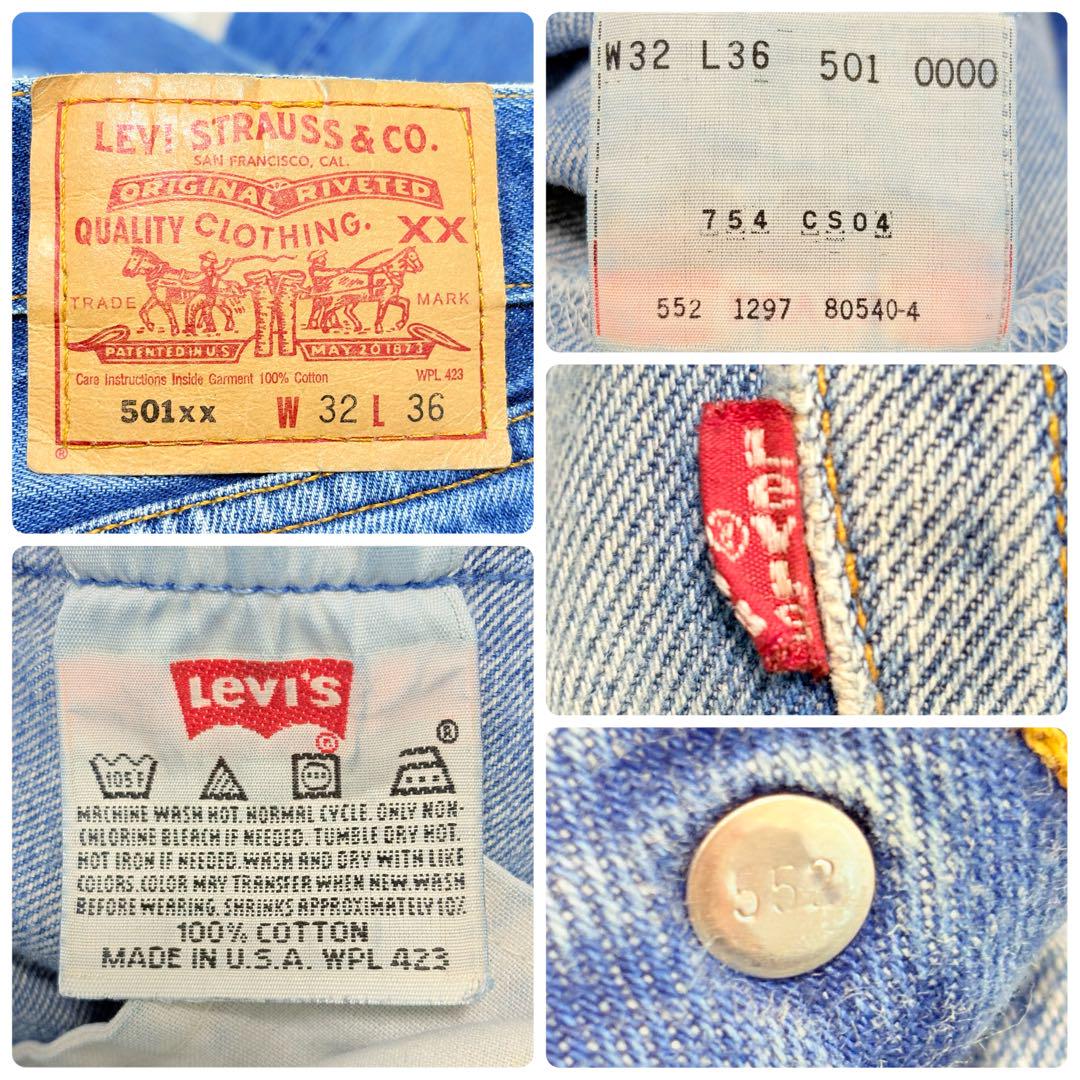 LEVI STRAUSS & CO.
SAN FRANCISCO, CAL.
ORIGINAL RIVETED
QUALITY CLOTHING. XX
TRADE MARK
PATENTED IN U.S. MAY 20 1873
Care Instructions Inside Garment 100% Cotton WPL 423
501xx W 32 L 36
®
W32 L36 501 0000
754 CS04
552 1297 80540-4
LEVI'S
®
Levi's
®
105F
®
MACHINE WASH HOT. NORMAL CYCLE. ONLY NON-
CHLORINE BLEACH IF NEEDED. TUMBLE DRY HOT.
HOT IRON IF NEEDED. WASH AND DRY WITH LIKE
COLORS. COLOR MAY TRANSFER WHEN NEW. WASH
BEFORE WEARING. SHRINKS APPROXIMATELY 10%
100% COTTON
MADE IN U.S.A. WPL 423
552